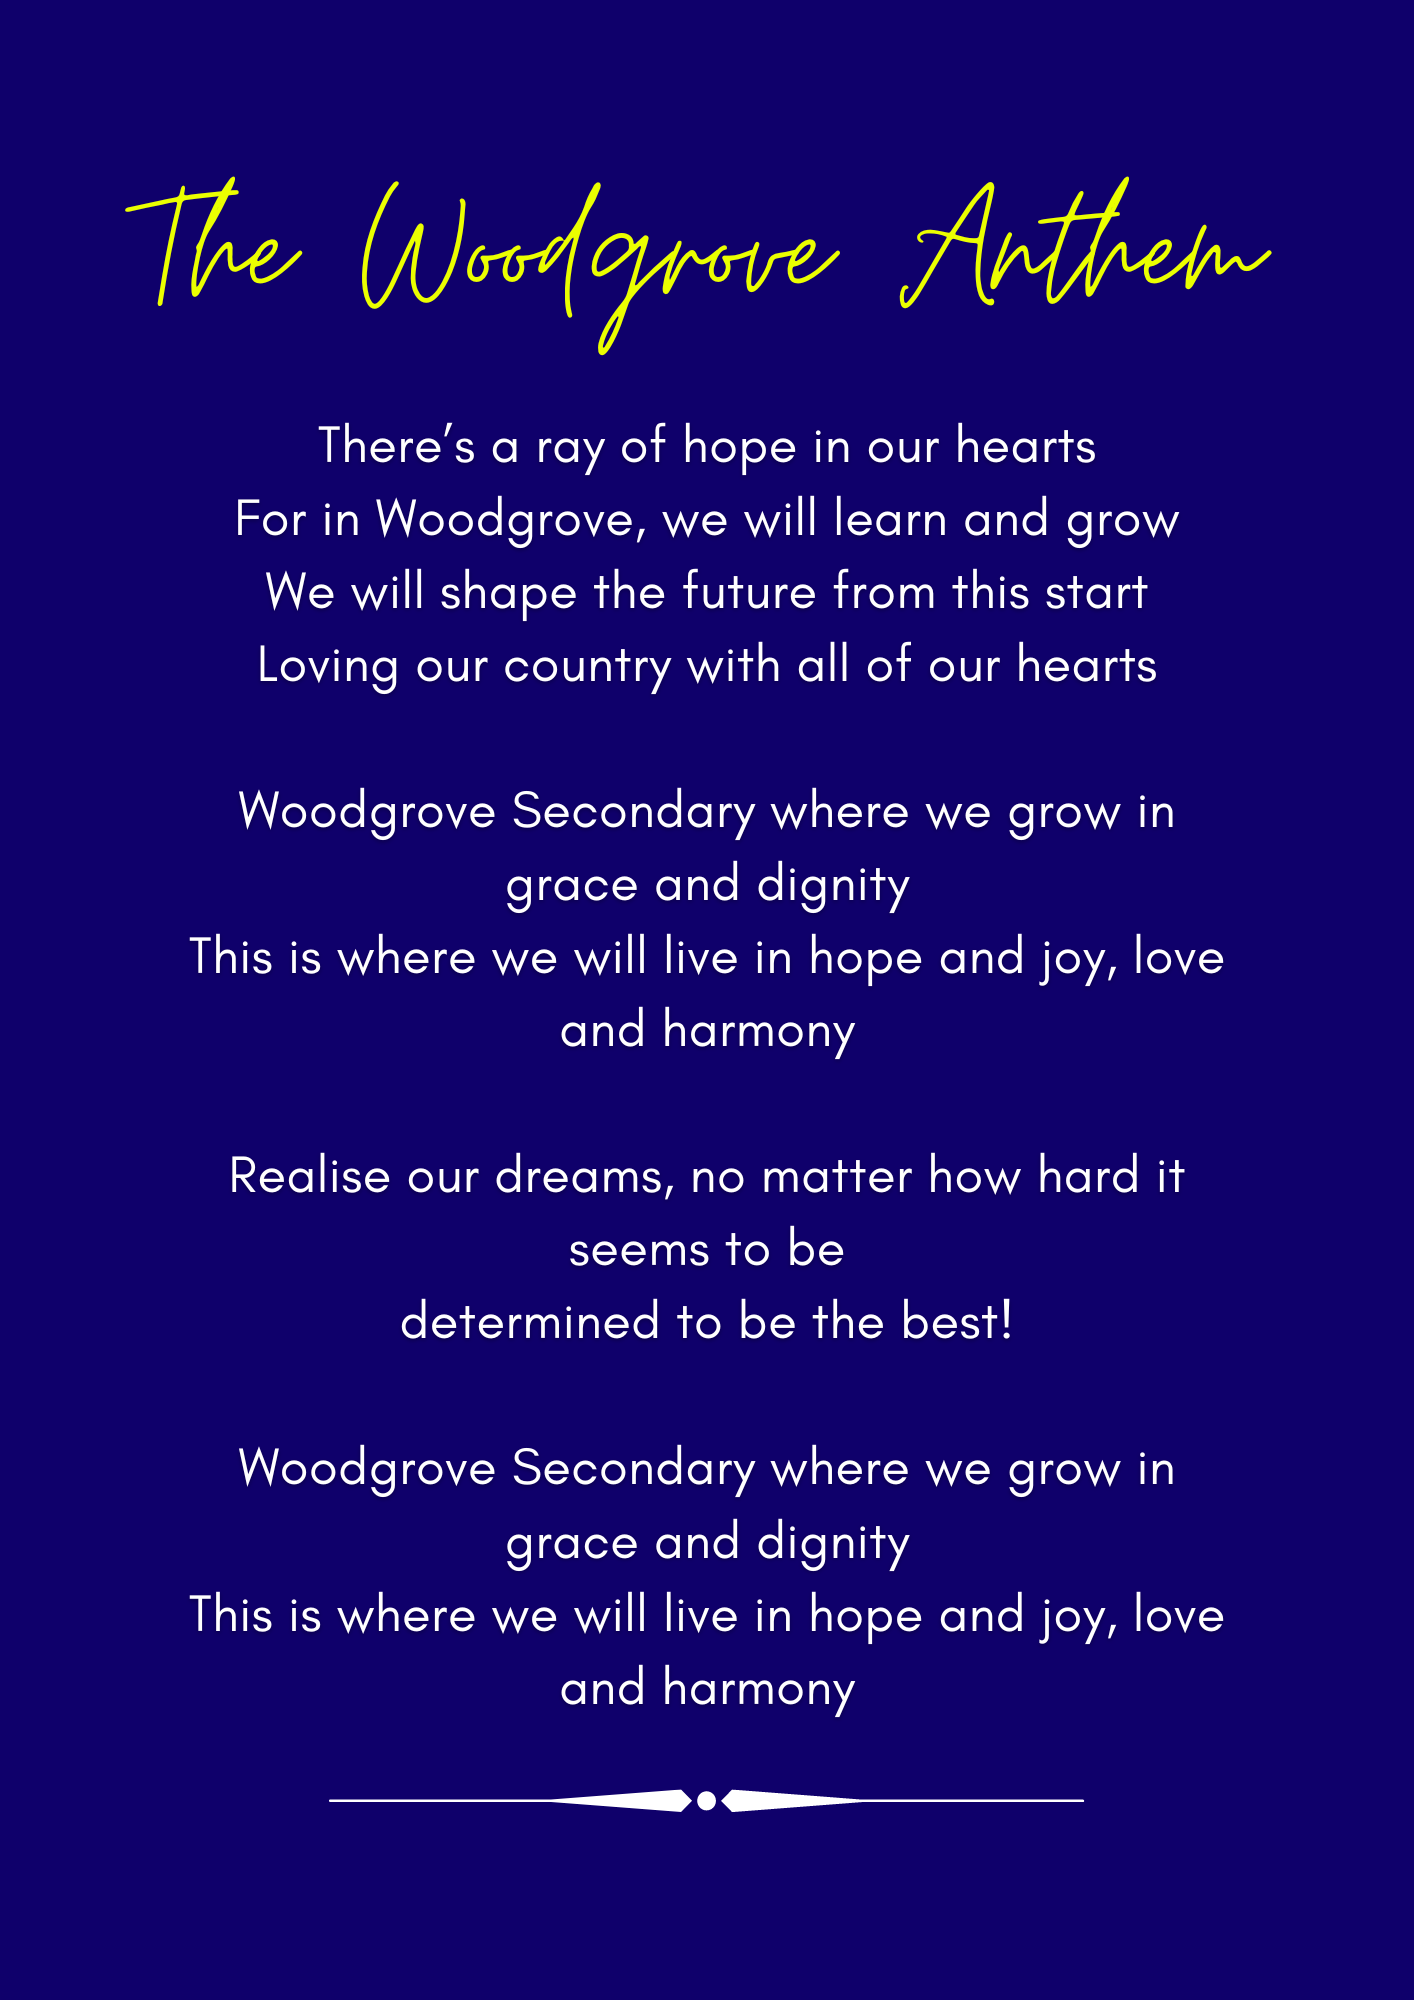 The Woodgrove Anthem
There’s a ray of hope in our hearts
For in Woodgrove, we will learn and grow
We will shape the future from this start
Loving our country with all of our hearts
Woodgrove Secondary where we grow in
grace and dignity
This is where we will live in hope and joy, love
and harmony
Realise our dreams, no matter how hard it
seems to be
determined to be the best!
Woodgrove Secondary where we grow in
grace and dignity
This is where we will live in hope and joy, love
and harmony